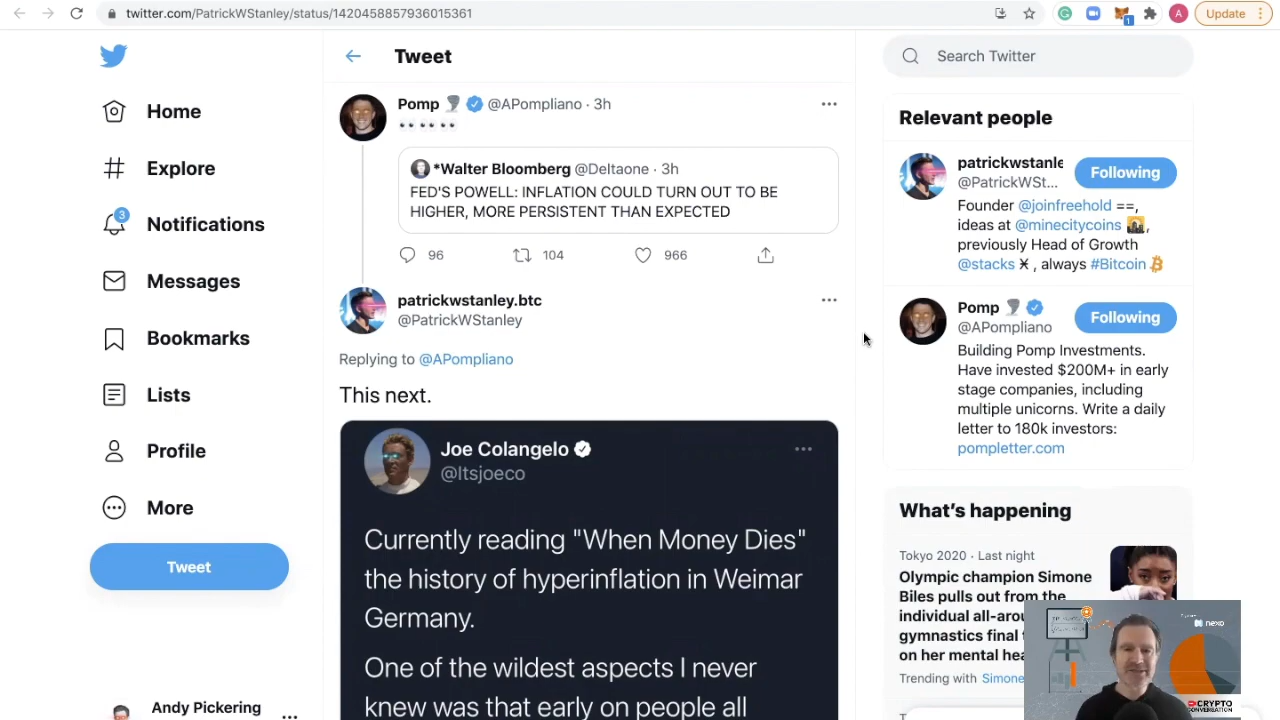 twitter.com/PatrickWStanley/status/1420458857936015361
A
Update
Home
Explore
3
Notifications
Messages
Bookmarks
Lists
Profile
More
Tweet
Andy Pickering
Tweet
Pomp @APompliano · 3h
*Walter Bloomberg @Deltaone · 3h
FED'S POWELL: INFLATION COULD TURN OUT TO BE
HIGHER, MORE PERSISTENT THAN EXPECTED
96 104 966
patrickwstanley.btc
@PatrickWStanley
Replying to @APompliano
This next.
Joe Colangelo
@Itsjoeco
Currently reading "When Money Dies"
the history of hyperinflation in Weimar
Germany.
One of the wildest aspects I never
knew was that early on people all
Search Twitter
Relevant people
patrickwstanle
@PatrickWSt...
Following
Founder @joinfreehold ==,
ideas at @minecitycoins ,
previously Head of Growth
@stacks , always #Bitcoin
Pomp
@APompliano
Following
Building Pomp Investments.
Have invested $200M+ in early
stage companies, including
multiple unicorns. Write a daily
letter to 180k investors:
pompletter.com
What's happening
Tokyo 2020 · Last night
Olympic champion Simone
Biles pulls out from the
individual all-arou
gymnastics final
on her mental hea
Trending with Simone
nexo
CRYPTO
CONVERSATION